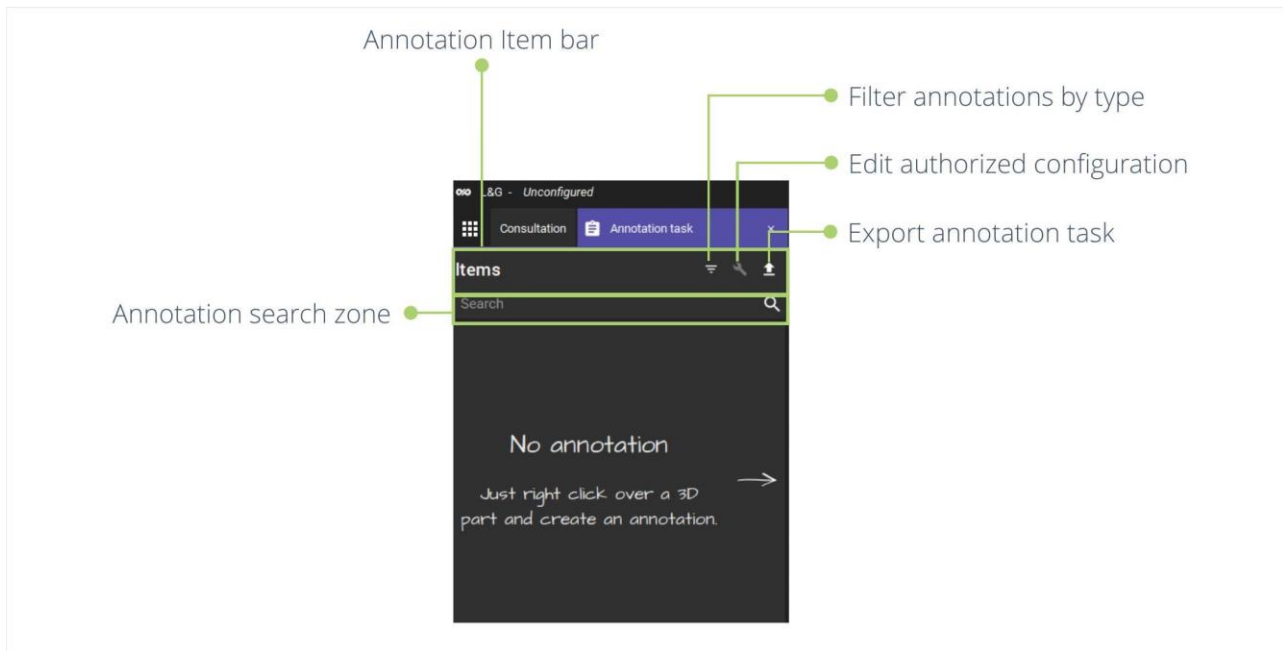 Annotation Item bar
Filter annotations by type
Edit authorized configuration
L&G - Unconfigured
Consultation
Annotation task
×
Export annotation task
Items
Search
Annotation search zone
No annotation
Just right click over a 3D
part and create an annotation.